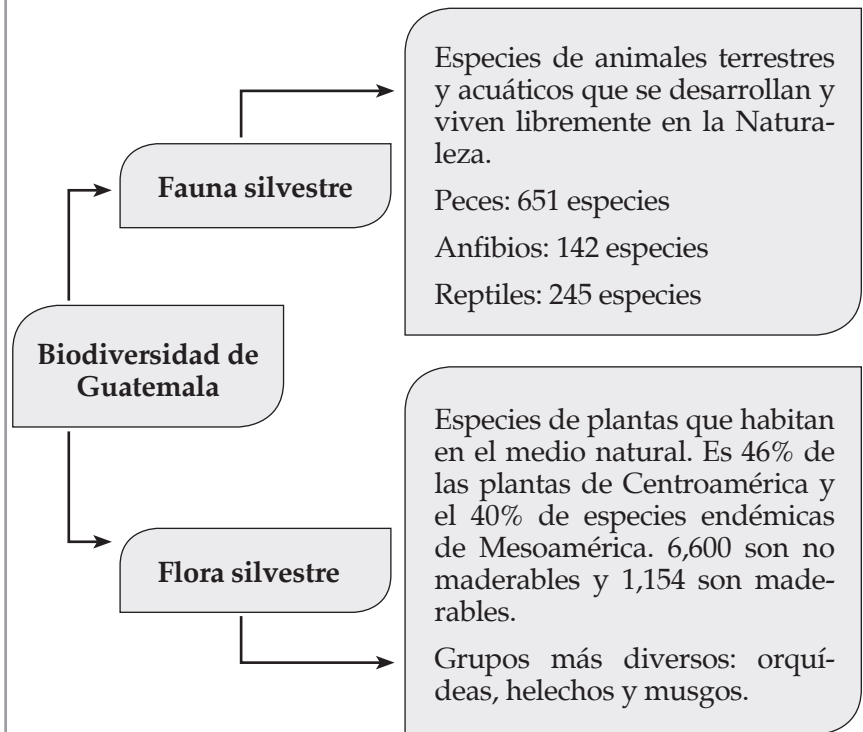 Biodiversidad de
Guatemala
Fauna silvestre
Especies de animales terrestres
y acuáticos que se desarrollan y
viven libremente en la Natura-
leza.
Peces: 651 especies
Anfibios: 142 especies
Reptiles: 245 especies
Flora silvestre
Especies de plantas que habitan
en el medio natural. Es 46% de
las plantas de Centroamérica y
el 40% de especies endémicas
de Mesoamérica. 6,600 son no
maderables y 1,154 son made-
rables.
Grupos más diversos: orquí-
deas, helechos y musgos.